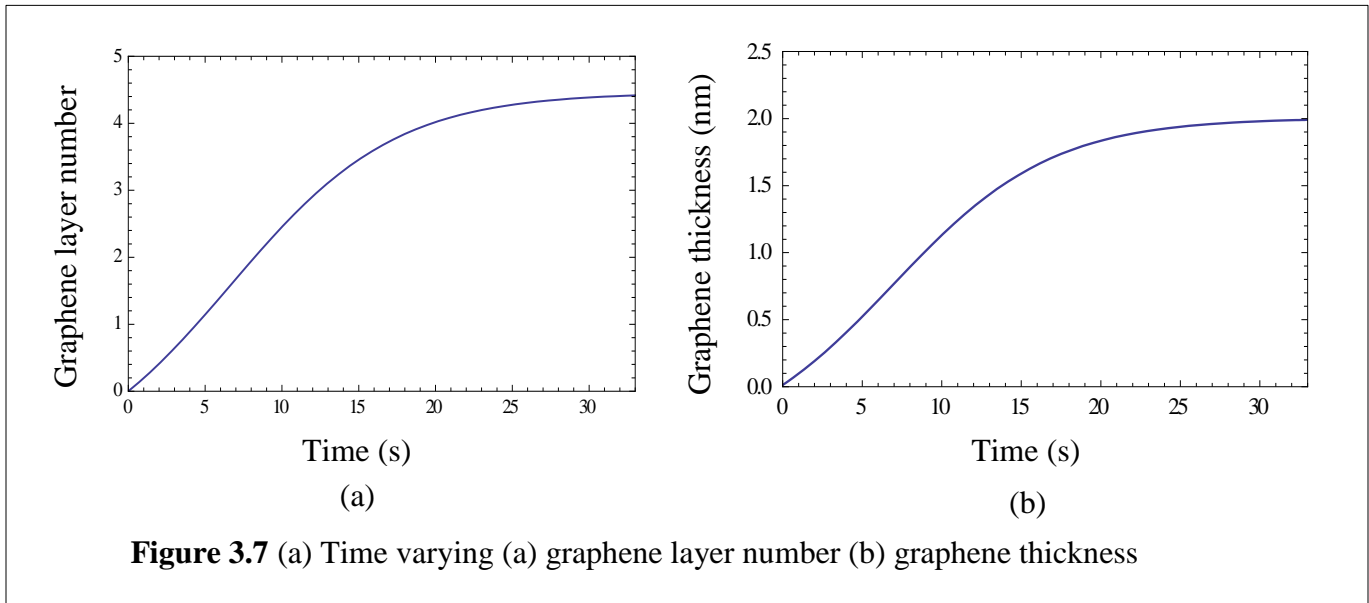 Graphene layer number
5
4
3
2
1
0
0 5 10 15 20 25 30
Time (s)
(a)
Graphene thickness (nm)
2.5
2.0
1.5
1.0
0.5
0.0
0 5 10 15 20 25 30
Time (s)
(b)
Figure 3.7 (a) Time varying (a) graphene layer number (b) graphene thickness